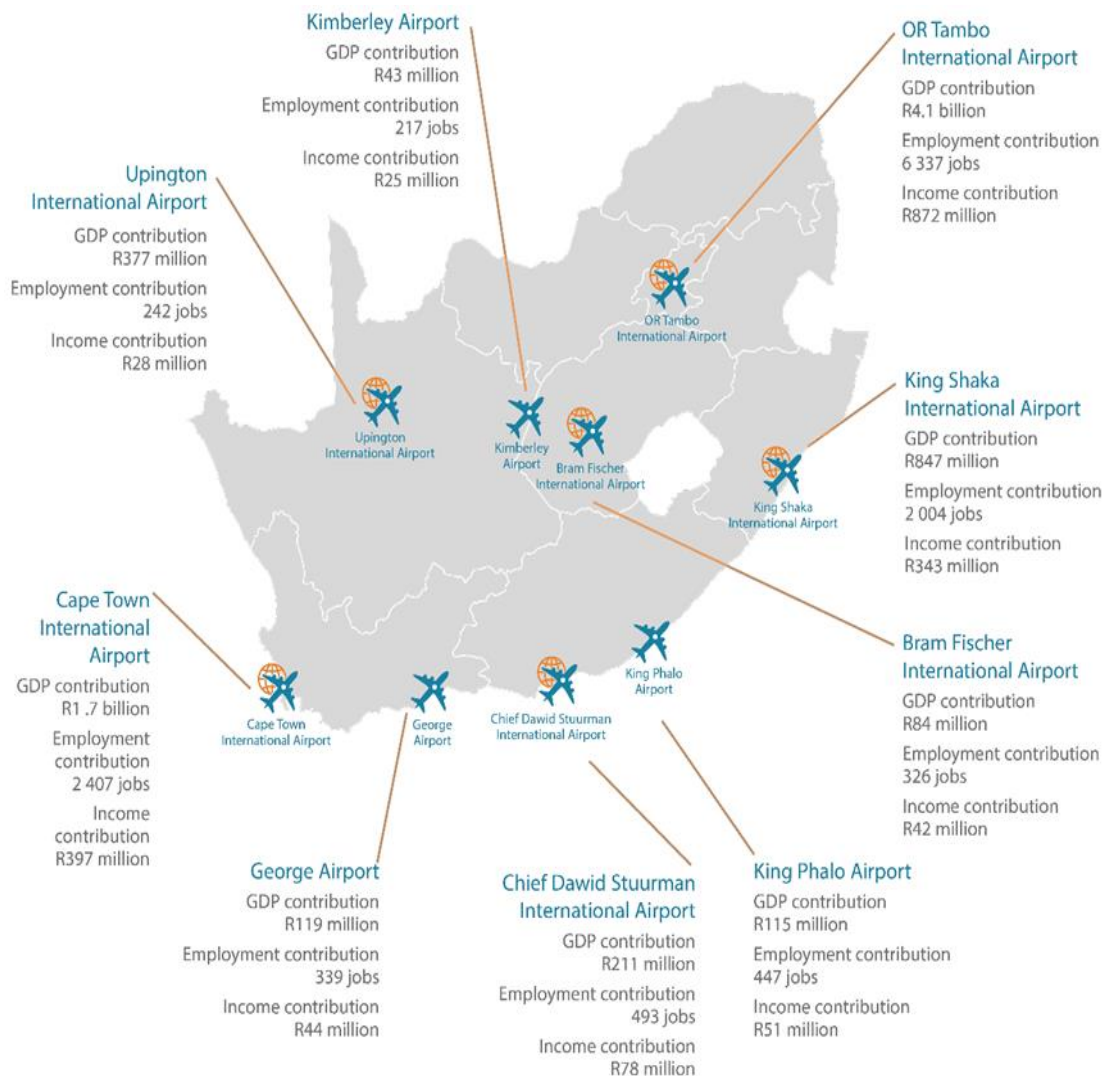 Kimberley Airport
GDP contribution
R43 million
Employment contribution
217 jobs
Income contribution
R25 million
OR Tambo
International Airport
GDP contribution
R4.1 billion
Employment contribution
6 337 jobs
Income contribution
R872 million
Upington
International Airport
GDP contribution
R377 million
Employment contribution
242 jobs
Income contribution
R28 million
OR Tambo
International Airport
Upington
International Airport
Kimberley
Airport
Bram Fischer
International Airport
King Shaka
International Airport
King Shaka
International Airport
GDP contribution
R847 million
Employment contribution
2 004 jobs
Income contribution
R343 million
Cape Town
International
Airport
GDP contribution
R1 .7 billion
Employment
contribution
2 407 jobs
Income
contribution
R397 million
Cape Town
International Airport
George
Airport
Chief Dawid Stuurman
International Airport
King Phalo
Airport
Bram Fischer
International Airport
GDP contribution
R84 million
Employment contribution
326 jobs
Income contribution
R42 million
George Airport
GDP contribution
R119 million
Employment contribution
339 jobs
Income contribution
R44 million
Chief Dawid Stuurman
International Airport
GDP contribution
R211 million
Employment contribution
493 jobs
Income contribution
R78 million
King Phalo Airport
GDP contribution
R115 million
Employment contribution
447 jobs
Income contribution
R51 million